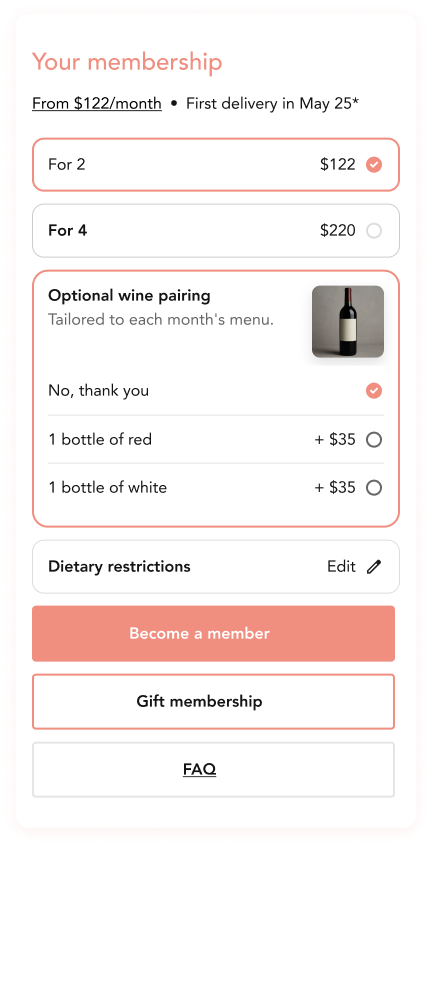 Your membership
From $122/month • First delivery in May 25*
For 2 $122
For 4 $220
Optional wine pairing
Tailored to each month's menu.
No, thank you
1 bottle of red + $35
1 bottle of white + $35
Dietary restrictions Edit
Become a member
Gift membership
FAQ